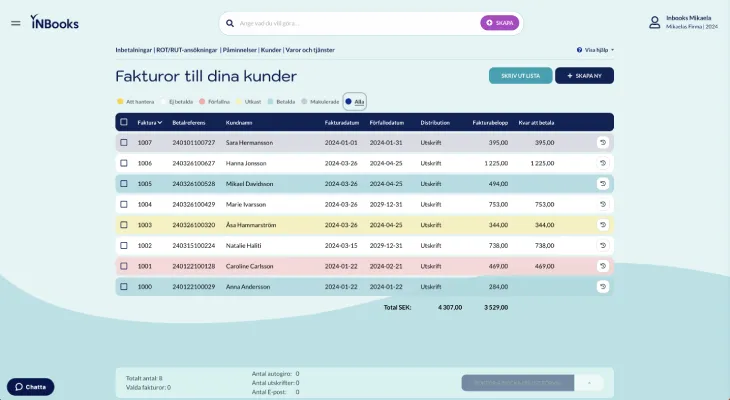 INBooks
Ange vad du vill göra...
SKAPA
Inbooks Mikaela
Mikaelas Firma | 2024
Inbetalningar | ROT/RUT-ansökningar | Påminnelser | Kunder | Varor och tjänster
Visa hjälp
Fakturor till dina kunder
SKRIV UT LISTA
+ SKAPA NY
Att hantera Ej betalda Förfallna Utkast Betalda Makulerade Alla
Faktura Betalreferens Kundnamn Fakturadatum Förfallodatum Distribution Fakturabelopp Kvar att betala
1007 240101100727 Sara Hermansson 2024-01-01 2024-01-31 Utskrift 395,00 395,00
1006 240326100627 Hanna Jonsson 2024-03-26 2024-04-25 Utskrift 1 225,00 1 225,00
1005 240326100528 Mikael Davidsson 2024-03-26 2024-04-25 Utskrift 494,00
1004 240326100429 Marie Ivarsson 2024-03-26 2029-12-31 Utskrift 753,00 753,00
1003 240326100320 Åsa Hammarström 2024-03-26 2024-04-25 Utskrift 344,00 344,00
1002 240315100224 Natalie Haliti 2024-03-15 2029-12-31 Utskrift 738,00 738,00
1001 240122100128 Caroline Carlsson 2024-01-22 2024-02-21 Utskrift 469,00 469,00
1000 240122100029 Anna Andersson 2024-01-22 2024-01-22 Utskrift 284,00
Total SEK: 4 307,00 3 529,00
Totalt antal: 8
Valda fakturor: 0
Antal autogiro: 0
Antal utskrifter: 0
Antal E-post: 0
Chatta